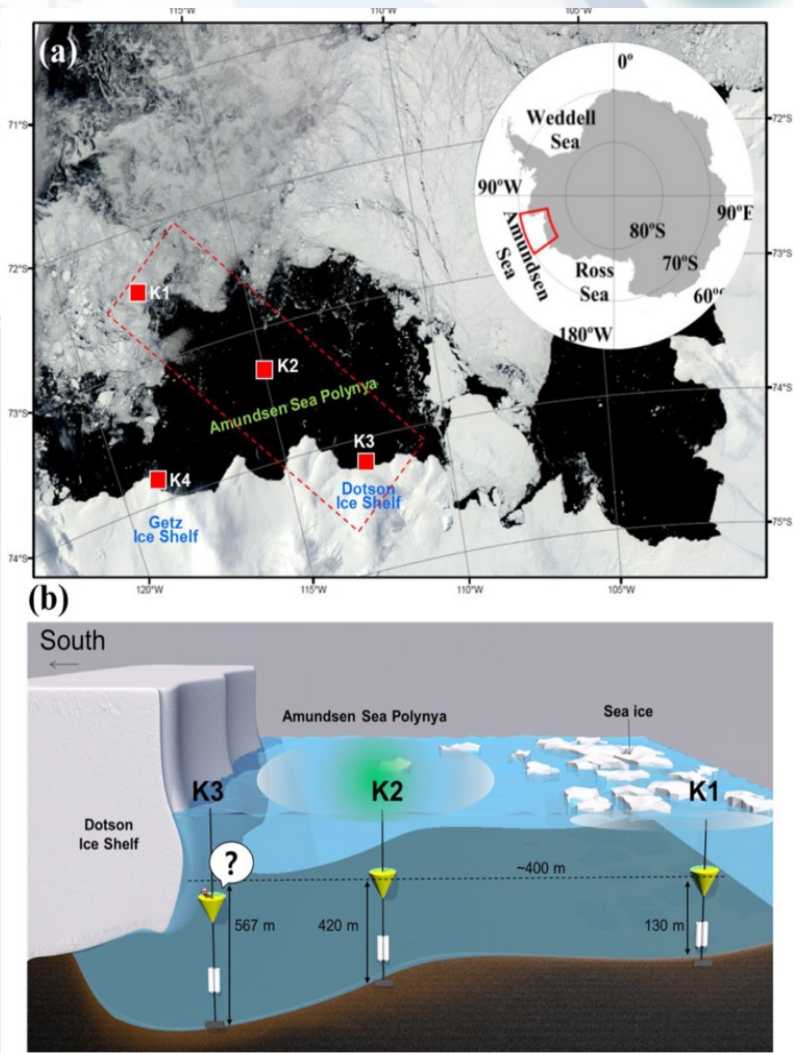 115°W 110°W 105°W
(a)
0°
Weddell
Sea
90°W
90°E
Amundsen
Sea
80°S
70°S
60°
Ross
Sea
180°W
71°S
72°S
72°S
73°S
73°S
74°S
74°S
75°S
K1
K2
Amundsen Sea Polynya
K3
K4
Dotson
Ice Shelf
Getz
Ice Shelf
120°W 115°W 110°W 105°W
(b)
South
Amundsen Sea Polynya
Sea ice
K3 K2 K1
Dotson
Ice Shelf
?
~400 m
567 m 420 m 130 m